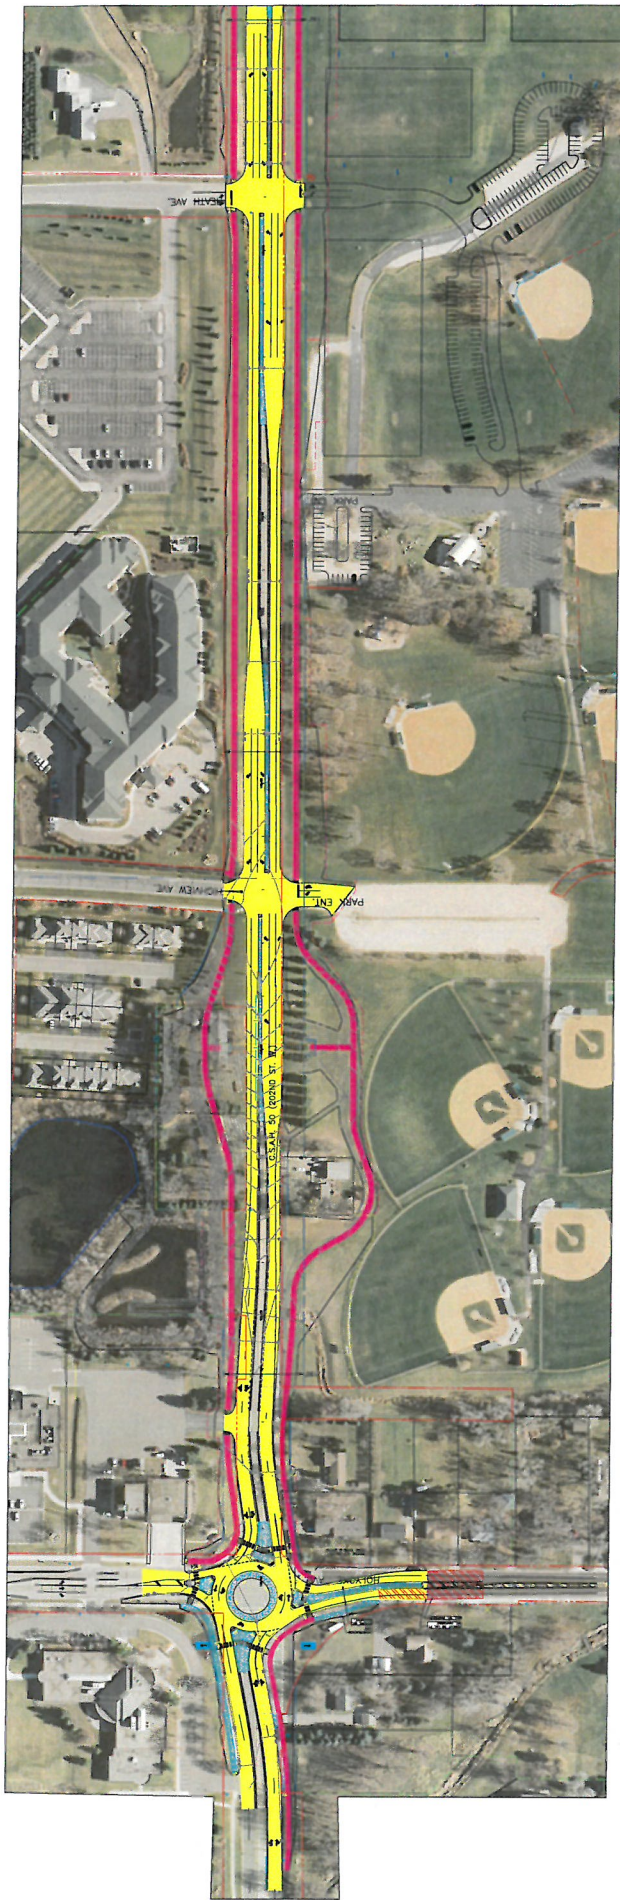 HEATH AVE.
PARK ENT
HIGHVIEW AVE.
PARK ENT.
C.S.A.H. 50 (202ND ST. W.)
HOLYOKE